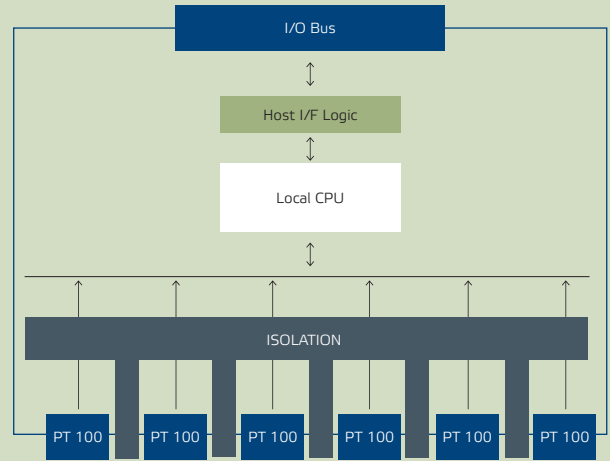 I/O Bus
Host I/F Logic
Local CPU
ISOLATION
PT 100 PT 100 PT 100 PT 100 PT 100 PT 100